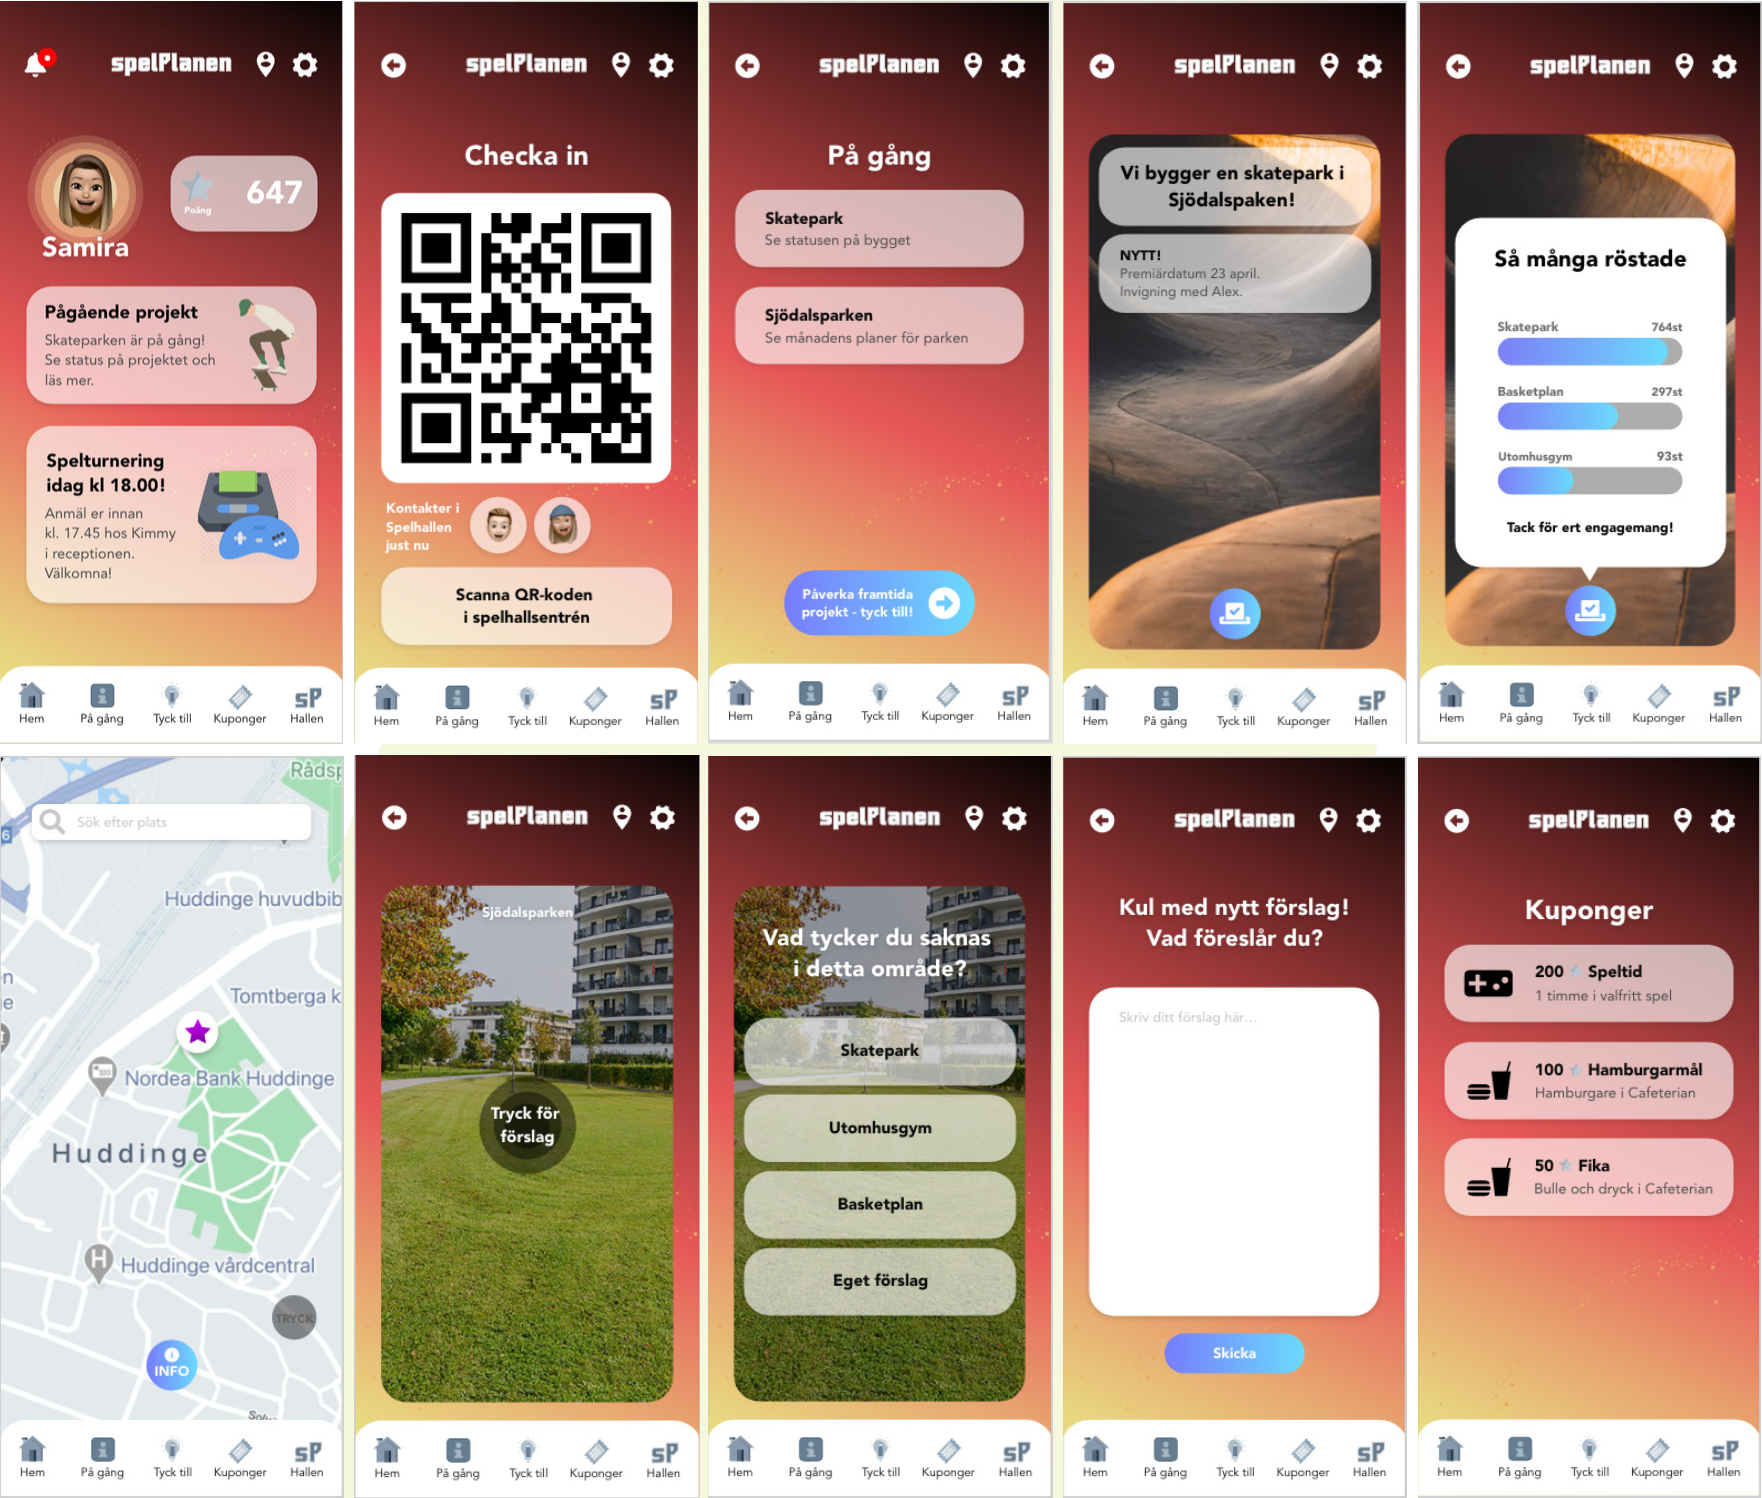 spelPlanen
Samira
Poäng
647
Pågående projekt
Skateparken är på gång!
Se status på projektet och
läs mer.
Spelturnering
idag kl 18.00!
Anmäl er innan
kl. 17.45 hos Kimmy
i receptionen.
Välkomna!
Hem
På gång
Tyck till
Kuponger
sP
Hallen
spelPlanen
Checka in
Kontakter i
Spelhallen
just nu
Scanna QR-koden
i spelhallsentrén
Hem
På gång
Tyck till
Kuponger
sP
Hallen
spelPlanen
På gång
Skatepark
Se statusen på bygget
Sjödalsparken
Se månadens planer för parken
Påverka framtida
projekt - tyck till!
Hem
På gång
Tyck till
Kuponger
sP
Hallen
spelPlanen
Vi bygger en skatepark i
Sjödalspaken!
NYTT!
Premiärdatum 23 april.
Invigning med Alex.
Hem
På gång
Tyck till
Kuponger
sP
Hallen
spelPlanen
Så många röstade
Skatepark 764st
Basketplan 297st
Utomhusgym 93st
Tack för ert engagemang!
Hem
På gång
Tyck till
Kuponger
sP
Hallen
Rådsp
Sök efter plats
6
Huddinge huvudbib
n
e
Tomtberga k
Nordea Bank Huddinge
Huddinge
H
Huddinge vårdcentral
TRYCK
INFO
Hem
På gång
Tyck till
Kuponger
sP
Hallen
spelPlanen
Sjödalsparken
Tryck för
förslag
Hem
På gång
Tyck till
Kuponger
sP
Hallen
spelPlanen
Vad tycker du saknas
i detta område?
Skatepark
Utomhusgym
Basketplan
Eget förslag
Hem
På gång
Tyck till
Kuponger
sP
Hallen
spelPlanen
Kul med nytt förslag!
Vad föreslår du?
Skriv ditt förslag här...
Skicka
Hem
På gång
Tyck till
Kuponger
sP
Hallen
spelPlanen
Kuponger
200 Speltid
1 timme i valfritt spel
100 Hamburgarmål
Hamburgare i Cafeterian
50 Fika
Bulle och dryck i Cafeterian
Hem
På gång
Tyck till
Kuponger
sP
Hallen